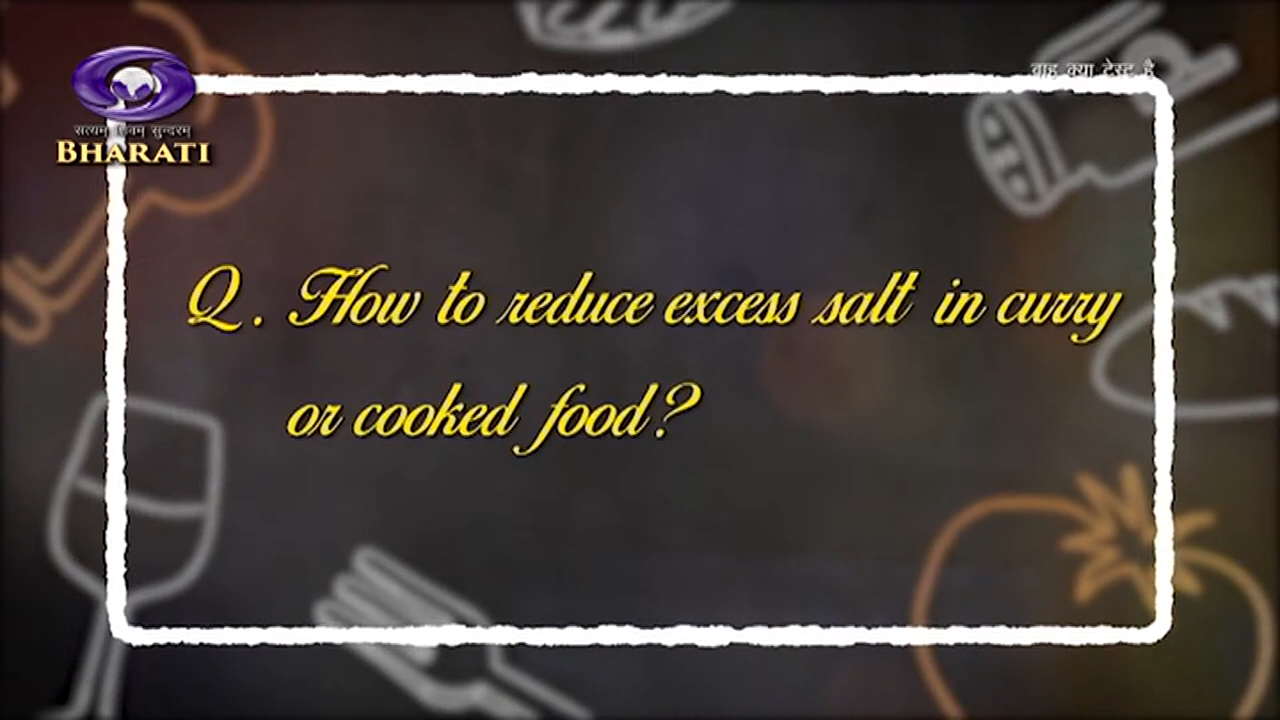 वाह क्या टेस्ट है
सत्यम् शिवम् सुन्दरम्
BHARATI
Q. How to reduce excess salt in curry
or cooked food?